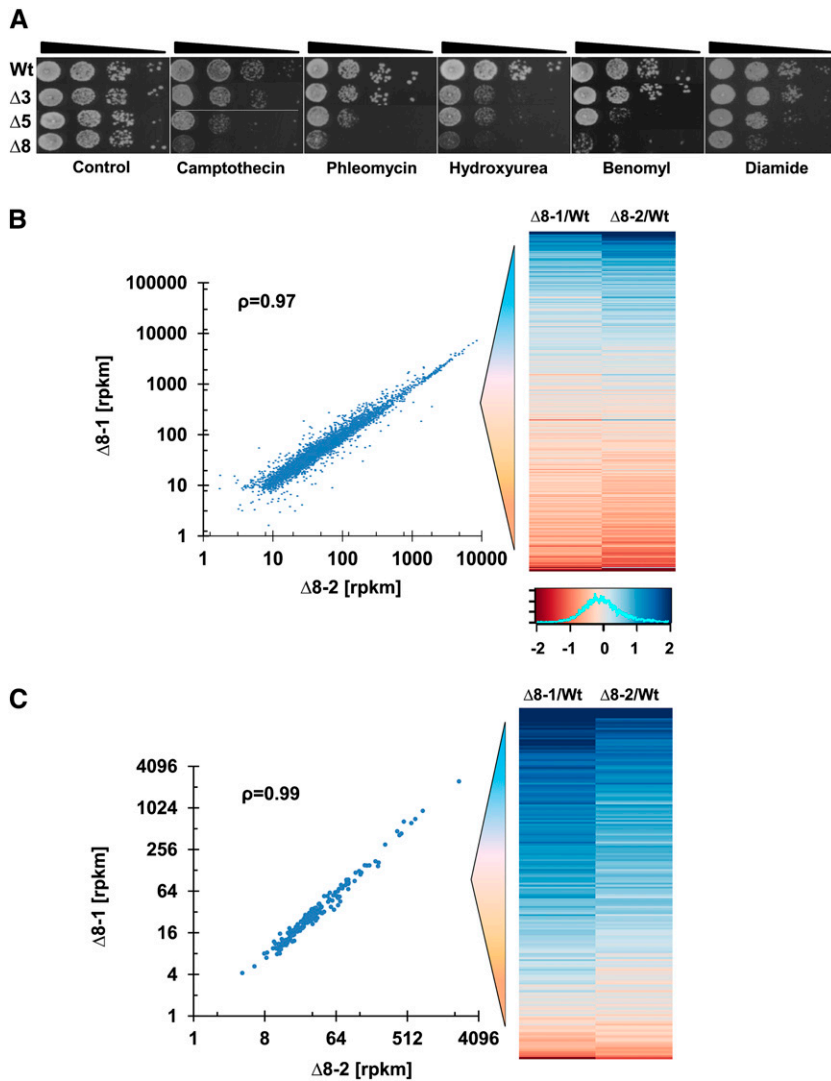 A
Wt
Δ3
Δ5
Δ8
Control Camptothecin Phleomycin Hydroxyurea Benomyl Diamide
B
Δ8-1/Wt Δ8-2/Wt
100000
10000
1000
100
10
1
ρ=0.97
Δ8-1 [rpkm]
1 10 100 1000 10000
Δ8-2 [rpkm]
-2 -1 0 1 2
C
Δ8-1/Wt Δ8-2/Wt
4096
1024
256
64
16
4
1
ρ=0.99
Δ8-1 [rpkm]
1 8 64 512 4096
Δ8-2 [rpkm]